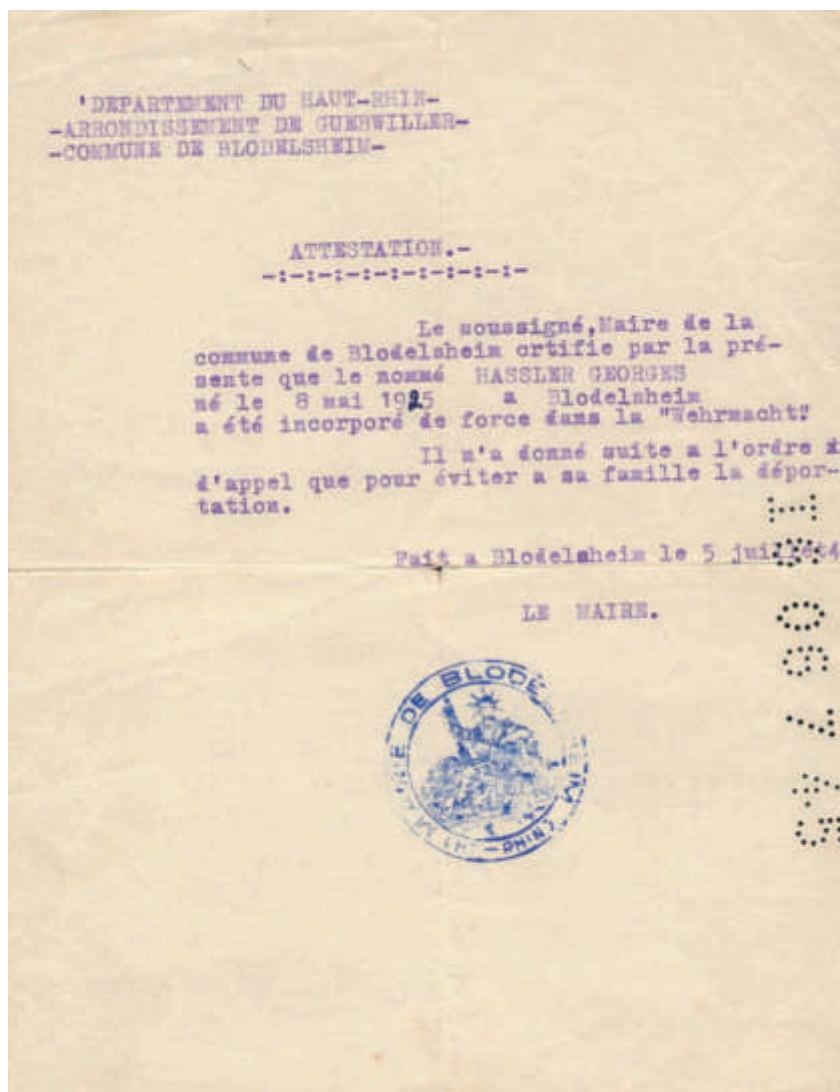 'DEPARTEMENT DU HAUT-RHIN-
-ARRONDISSEMENT DE GUEBWILLER-
-COMMUNE DE BLODELSHEIM-
ATTESTATION.-
-:-:-:-:-:-:-:-:-:-
Le soussigné,Maire de la
commune de Blodelsheim ortifie par la pré-
sente que le nommé HASSLER GEORGES
né le 8 mai 1925 a Blodelsheim
a été incorporé de force dans la "Wehrmacht"
Il n'a donné suite a l'ordre
d'appel que pour éviter a sa famille la dépor-
tation.
Fait a Blodelsheim le 5 juillet4
LE MAIRE.
MAIRIE DE BLODE
RHIN